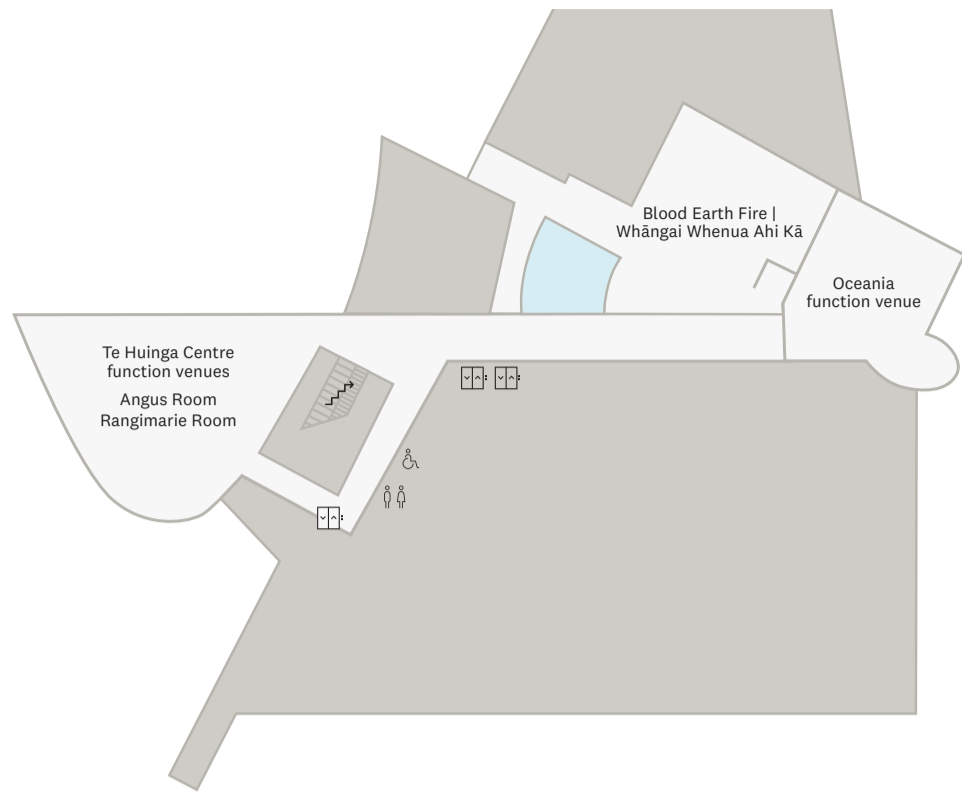 Blood Earth Fire |
Whāngai Whenua Ahi Kā
Oceania
function venue
Te Huinga Centre
function venues
Angus Room
Rangimarie Room